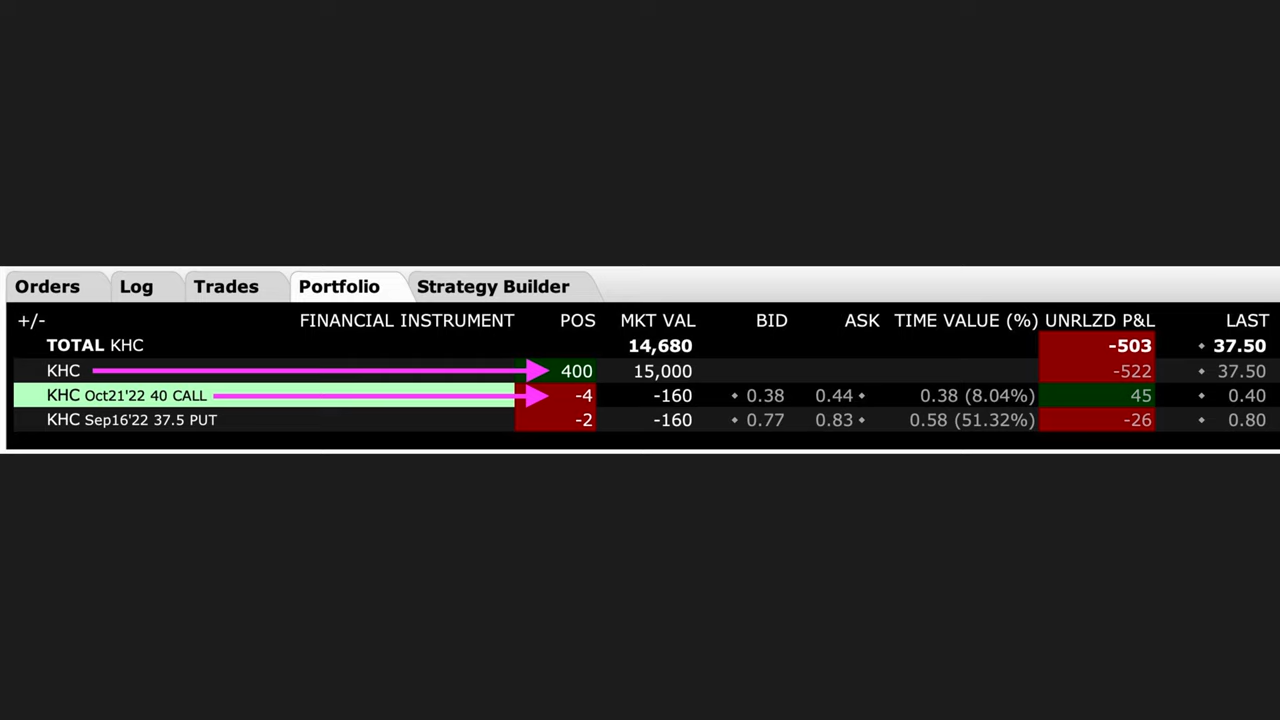 Orders Log Trades Portfolio Strategy Builder
+/- FINANCIAL INSTRUMENT POS MKT VAL BID ASK TIME VALUE (%) UNRLZD P&L LAST
TOTAL KHC 14,680 -503 37.50
KHC 400 15,000 -522 37.50
KHC Oct21'22 40 CALL -4 -160 0.38 0.44 0.38 (8.04%) 45 0.40
KHC Sep16'22 37.5 PUT -2 -160 0.77 0.83 0.58 (51.32%) -26 0.80